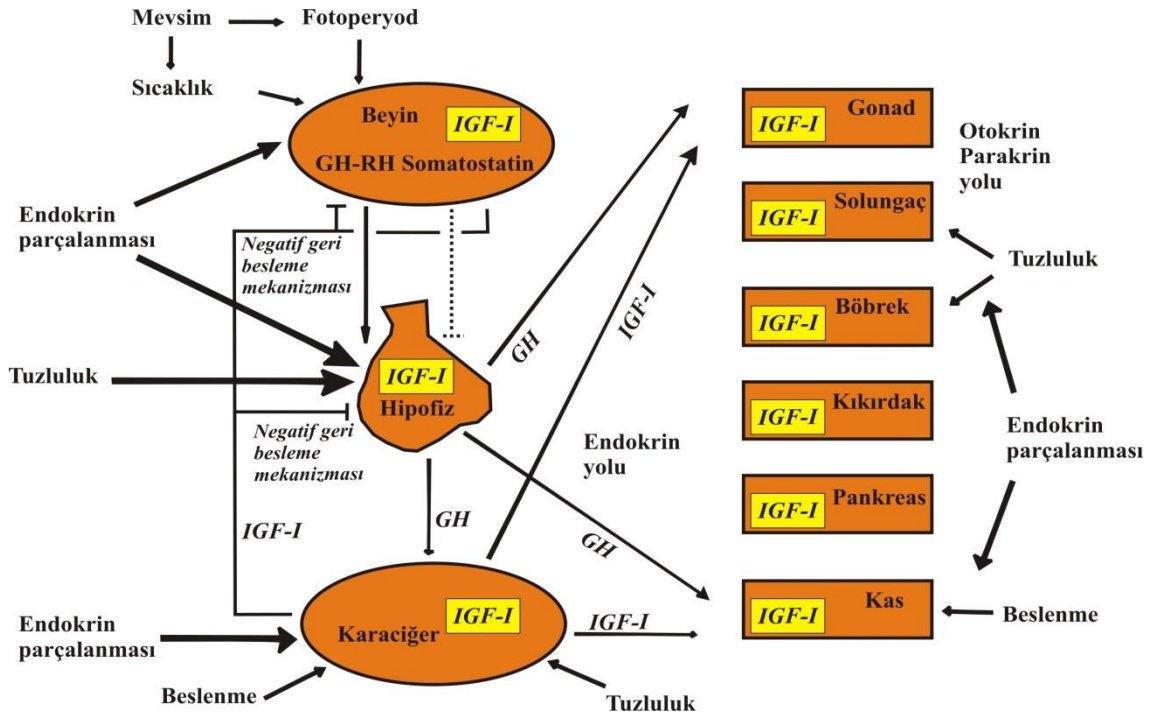 Mevsim
Fotoperyod
Sıcaklık
Beyin
IGF-I
GH-RH Somatostatin
Endokrin
parçalanması
Negatif geri
besleme
mekanizması
Tuzluluk
IGF-I
Hipofiz
Negatif geri
besleme
mekanizması
IGF-I
GH
GH
IGF-I
Endokrin
yolu
GH
Endokrin
parçalanması
Karaciğer
IGF-I
IGF-I
Beslenme
Tuzluluk
IGF-I
Gonad
Otokrin
Parakrin
yolu
IGF-I
Solungaç
Tuzluluk
IGF-I
Böbrek
IGF-I
Kıkırdak
Endokrin
parçalanması
IGF-I
Pankreas
IGF-I
Kas
Beslenme